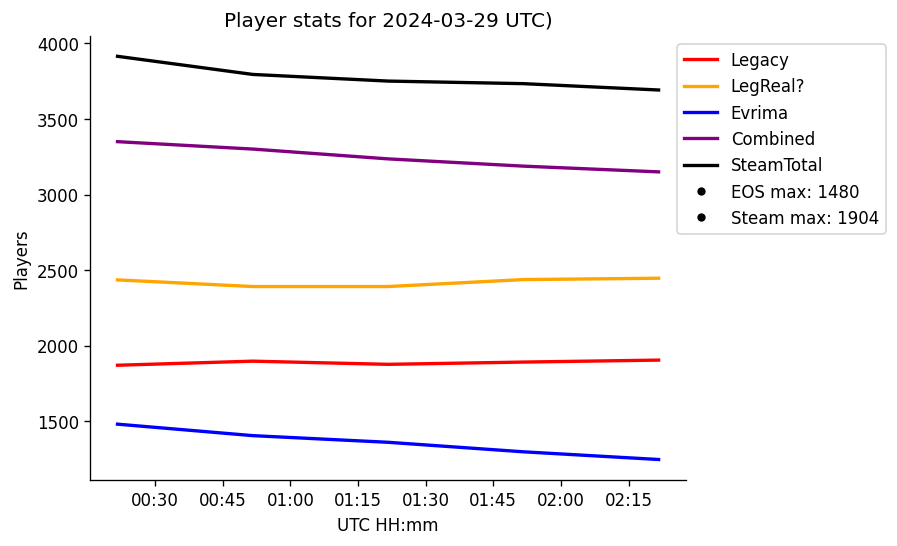 Player stats for 2024-03-29 UTC)
4000
3500
3000
2500
2000
1500
Players
00:30 00:45 01:00 01:15 01:30 01:45 02:00 02:15
UTC HH:mm
Legacy
LegReal?
Evrima
Combined
SteamTotal
EOS max: 1480
Steam max: 1904